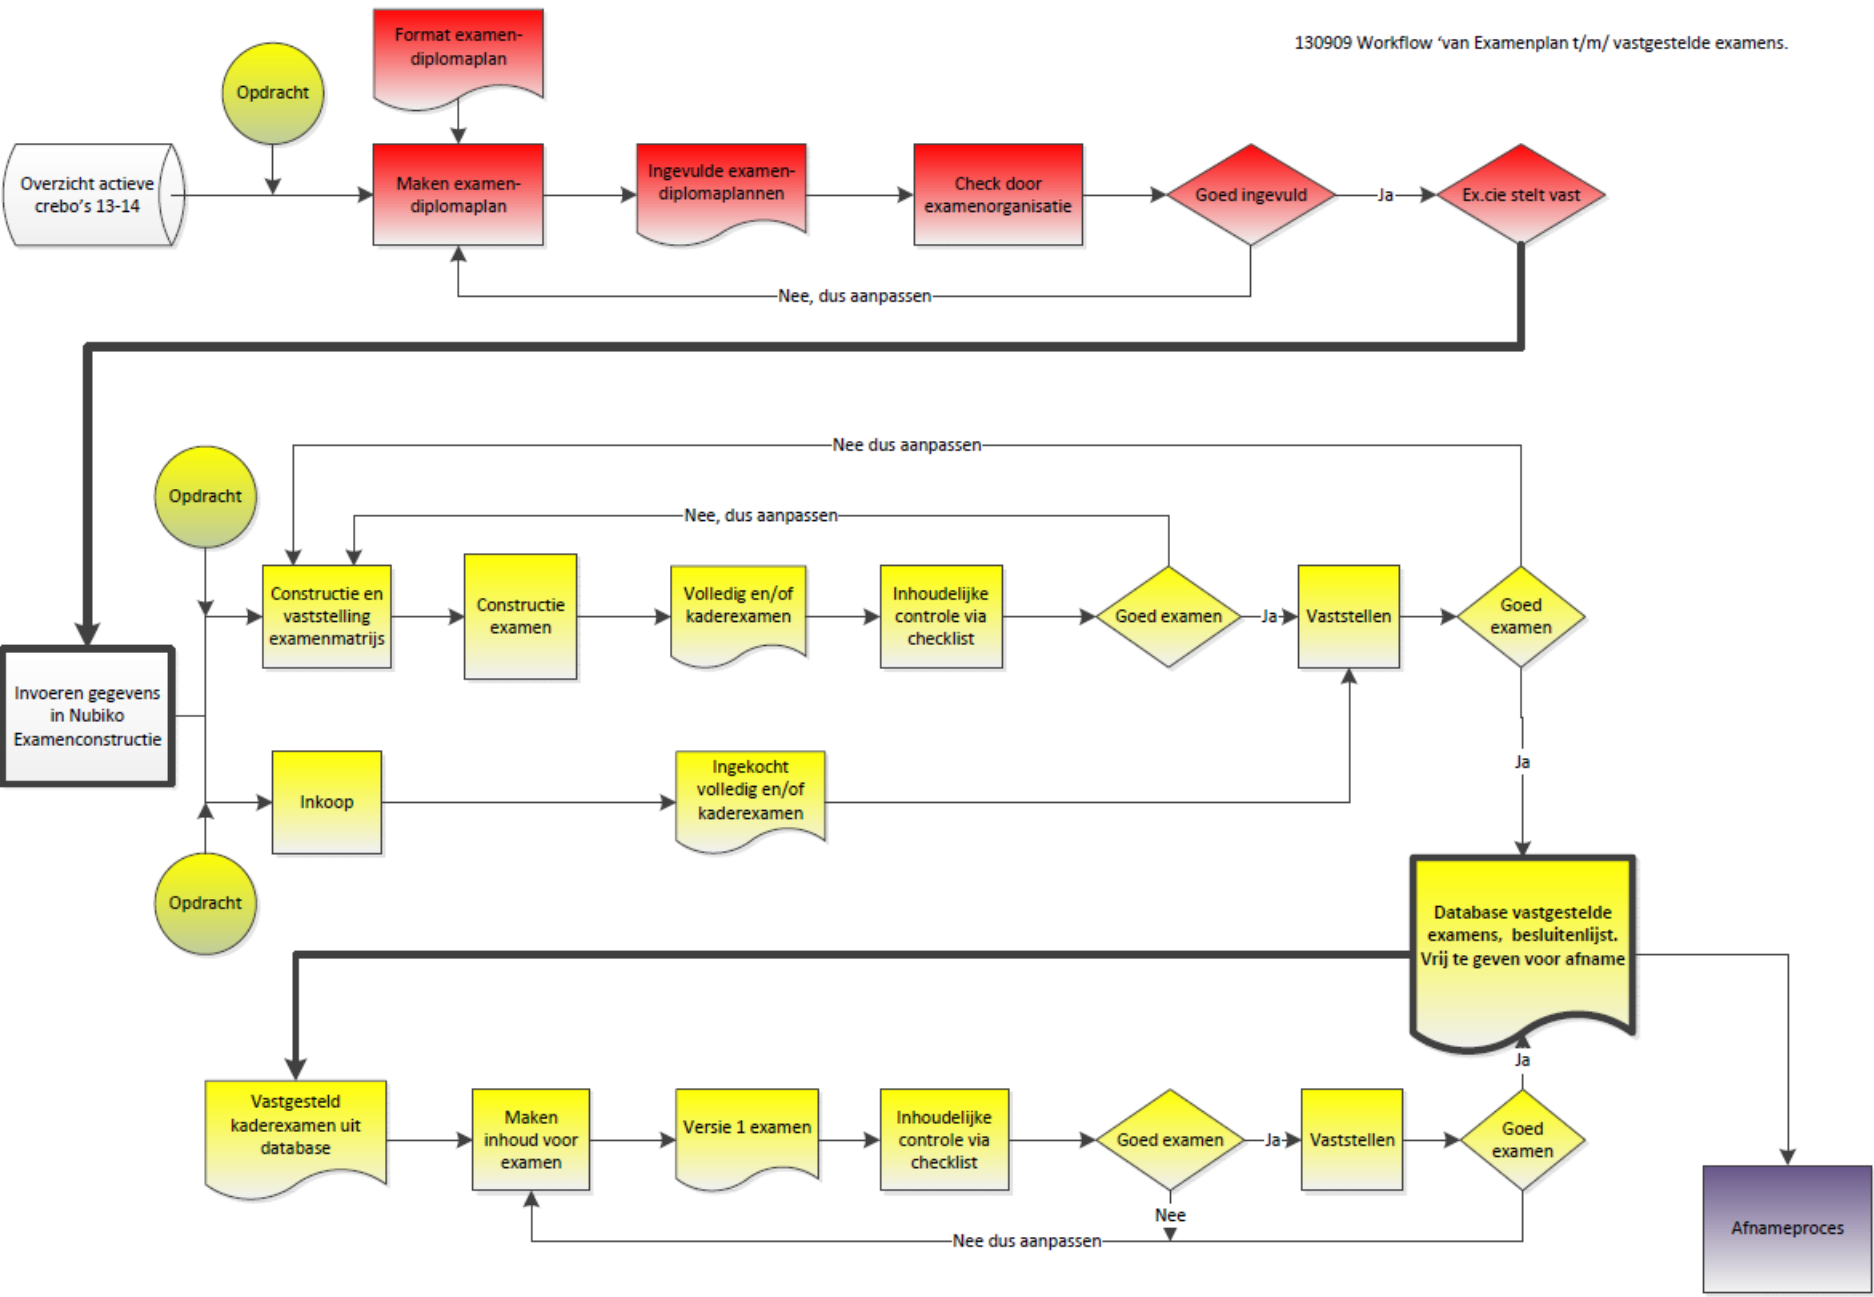 130909 Workflow ‘van Examenplan t/m/ vastgestelde examens.
Format examen-
diplomaplan
Opdracht
Overzicht actieve
crebo’s 13-14
Maken examen-
diplomaplan
Ingevulde examen-
diplomaplannen
Check door
examenorganisatie
Goed ingevuld
Ja
Ex.cie stelt vast
Nee, dus aanpassen
Nee dus aanpassen
Opdracht
Nee, dus aanpassen
Constructie en
vaststelling
examenmatrijs
Constructie
examen
Volledig en/of
kaderexamen
Inhoudelijke
controle via
checklist
Goed examen
Ja
Vaststellen
Goed
examen
Invoeren gegevens
in Nubiko
Examenconstructie
Ja
Inkoop
Ingekocht
volledig en/of
kaderexamen
Opdracht
Database vastgestelde
examens, besluitenlijst.
Vrij te geven voor afname
Ja
Vastgesteld
kaderexamen uit
database
Maken
inhoud voor
examen
Versie 1 examen
Inhoudelijke
controle via
checklist
Goed examen
Ja
Vaststellen
Goed
examen
Nee
Nee dus aanpassen
Afnameproces